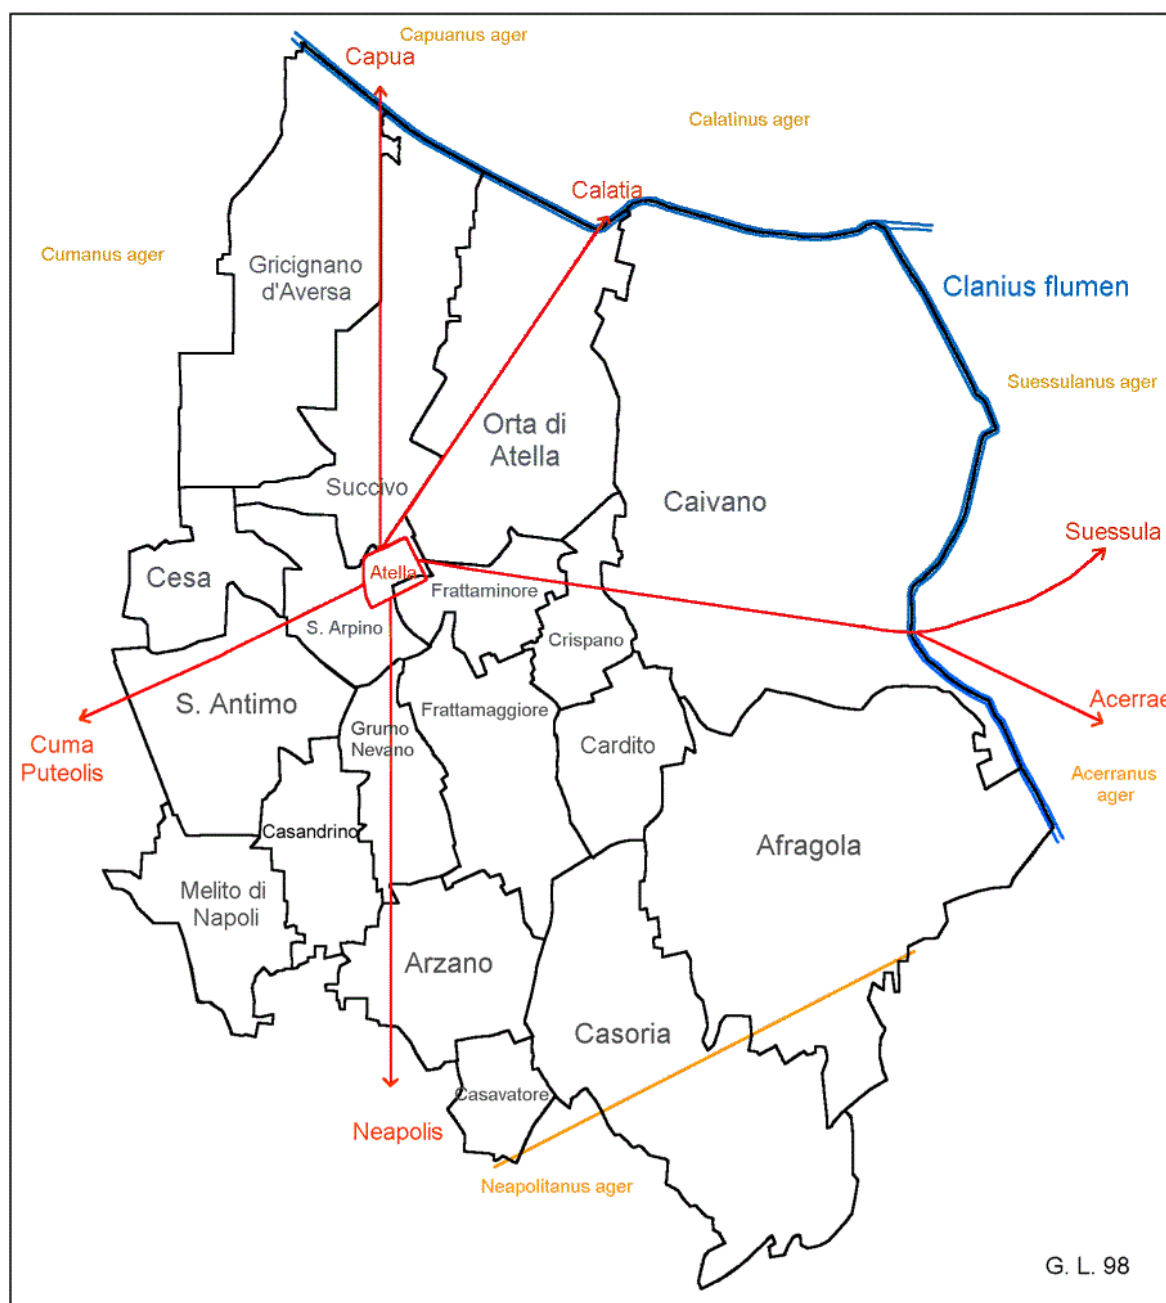 Capuanus ager
Capua
Calatinus ager
Calatia
Cumanus ager
Gricignano
d'Aversa
Clanius flumen
Suessulanus ager
Orta di
Atella
Succivo
Caivano
Suessula
Cesa
Atella
Frattaminore
S. Arpino
Crispano
S. Antimo
Frattamaggiore
Acerrae
Grumo
Nevano
Cardito
Cuma
Puteolis
Acerranus
ager
Casandrino
Afragola
Melito di
Napoli
Arzano
Casoria
Casavatore
Neapolis
Neapolitanus ager
G. L. 98